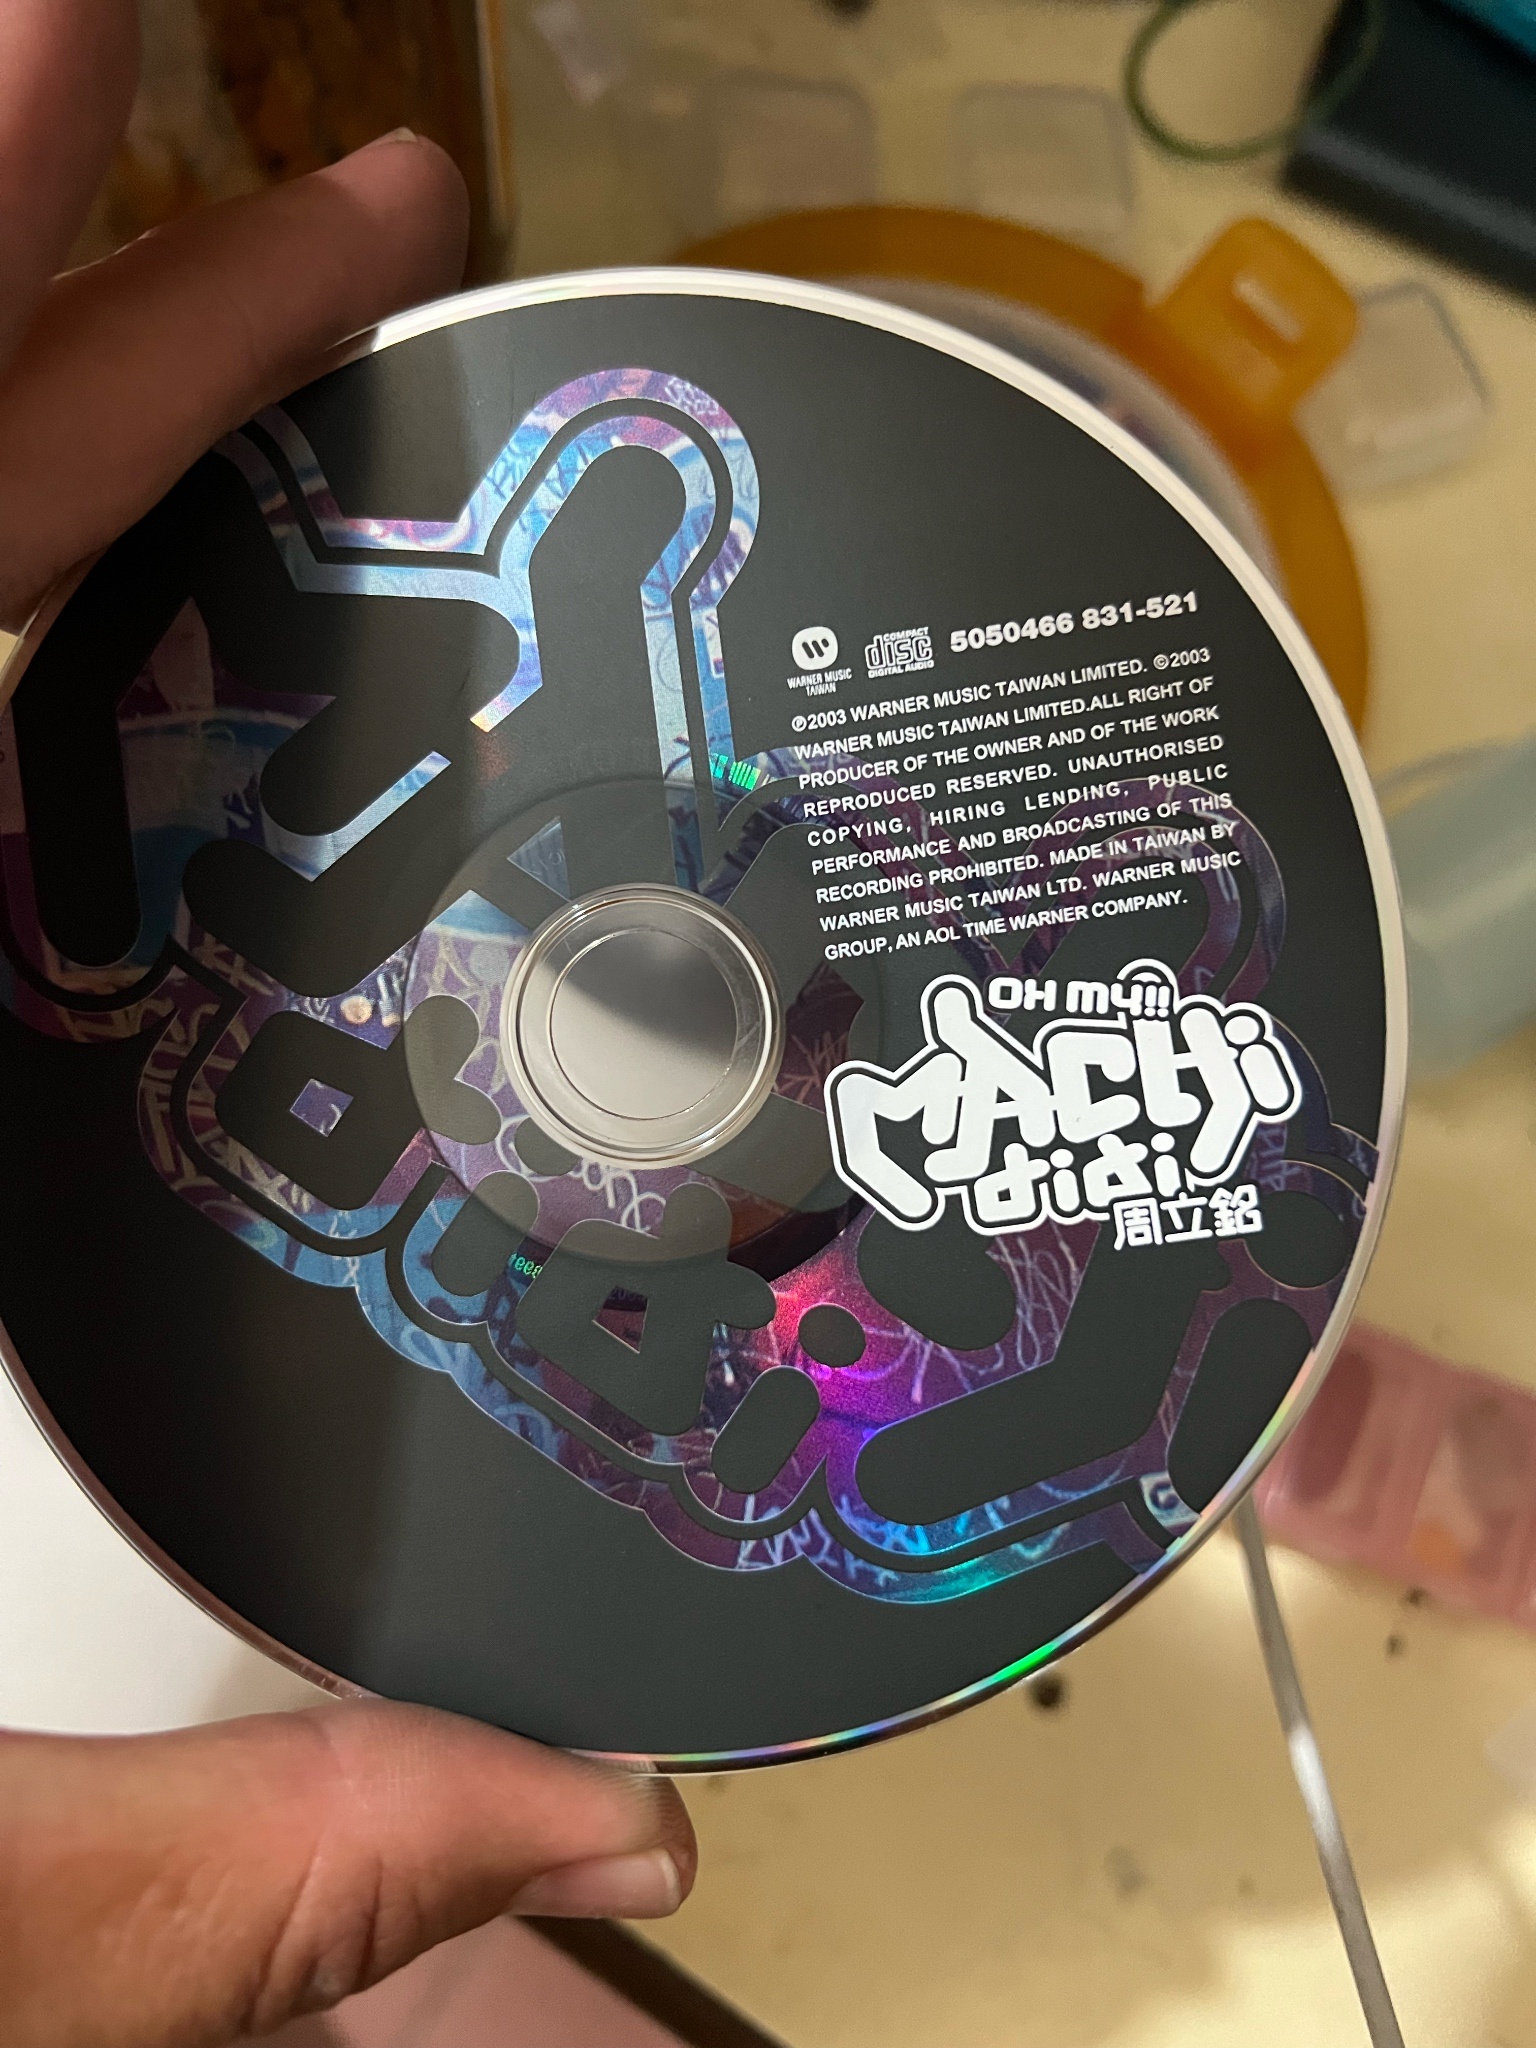 WARNER MUSIC
TAIWAN
COMPACT
disc
DIGITAL AUDIO
5050466 831-521
℗2003 WARNER MUSIC TAIWAN LIMITED. ©2003
WARNER MUSIC TAIWAN LIMITED.ALL RIGHT OF
PRODUCER OF THE OWNER AND OF THE WORK
REPRODUCED RESERVED. UNAUTHORISED
COPYING, HIRING LENDING, PUBLIC
PERFORMANCE AND BROADCASTING OF THIS
RECORDING PROHIBITED. MADE IN TAIWAN BY
WARNER MUSIC TAIWAN LTD. WARNER MUSIC
GROUP, AN AOL TIME WARNER COMPANY.
OH MY!!
MACHi
didi
周立銘